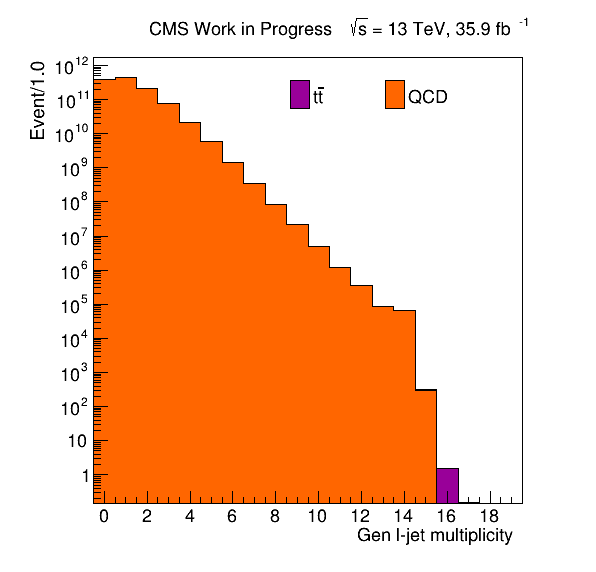 CMS Work in Progress √s = 13 TeV, 35.9 fb⁻¹
Event/1.0
tt̄
QCD
10¹²
10¹¹
10¹⁰
10⁹
10⁸
10⁷
10⁶
10⁵
10⁴
10³
10²
10
1
0 2 4 6 8 10 12 14 16 18
Gen l-jet multiplicity